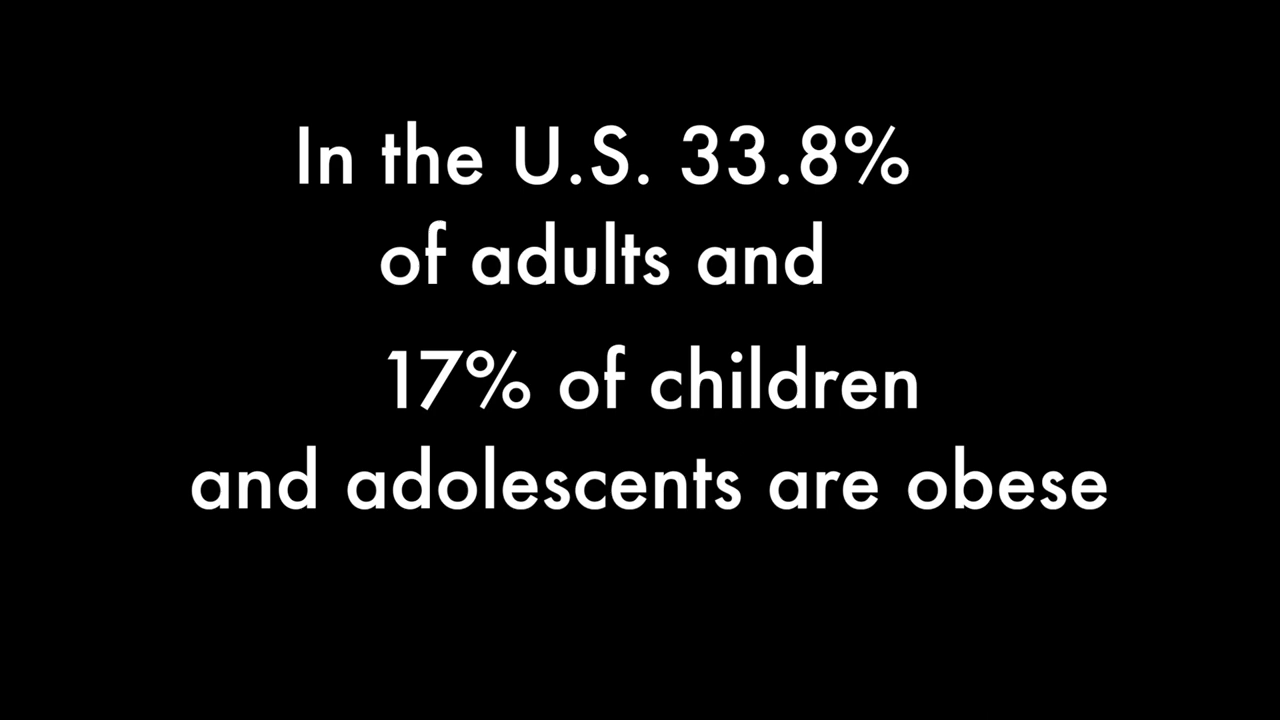 In the U.S. 33.8%
of adults and
17% of children
and adolescents are obese